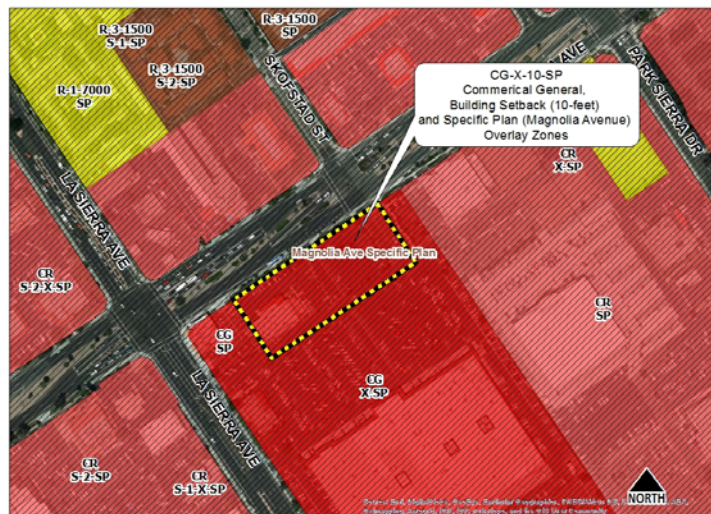 R-3-1500
S-1-SP
R-3-1500
SP
R-3-1500
S-2-SP
R-1-7000
SP
SKOFSTAD ST
AVE
PARK SIERRA DR
CG-X-10-SP
Commerical General,
Building Setback (10-feet)
and Specific Plan (Magnolia Avenue)
Overlay Zones
CR
X-SP
LA SIERRA AVE
Magnolia Ave Specific Plan
CR
S-2-X-SP
CG
SP
CR
SP
CG
X-SP
LA SIERRA AVE
CR
S-2-SP
CR
S-1-X-SP
NORTH